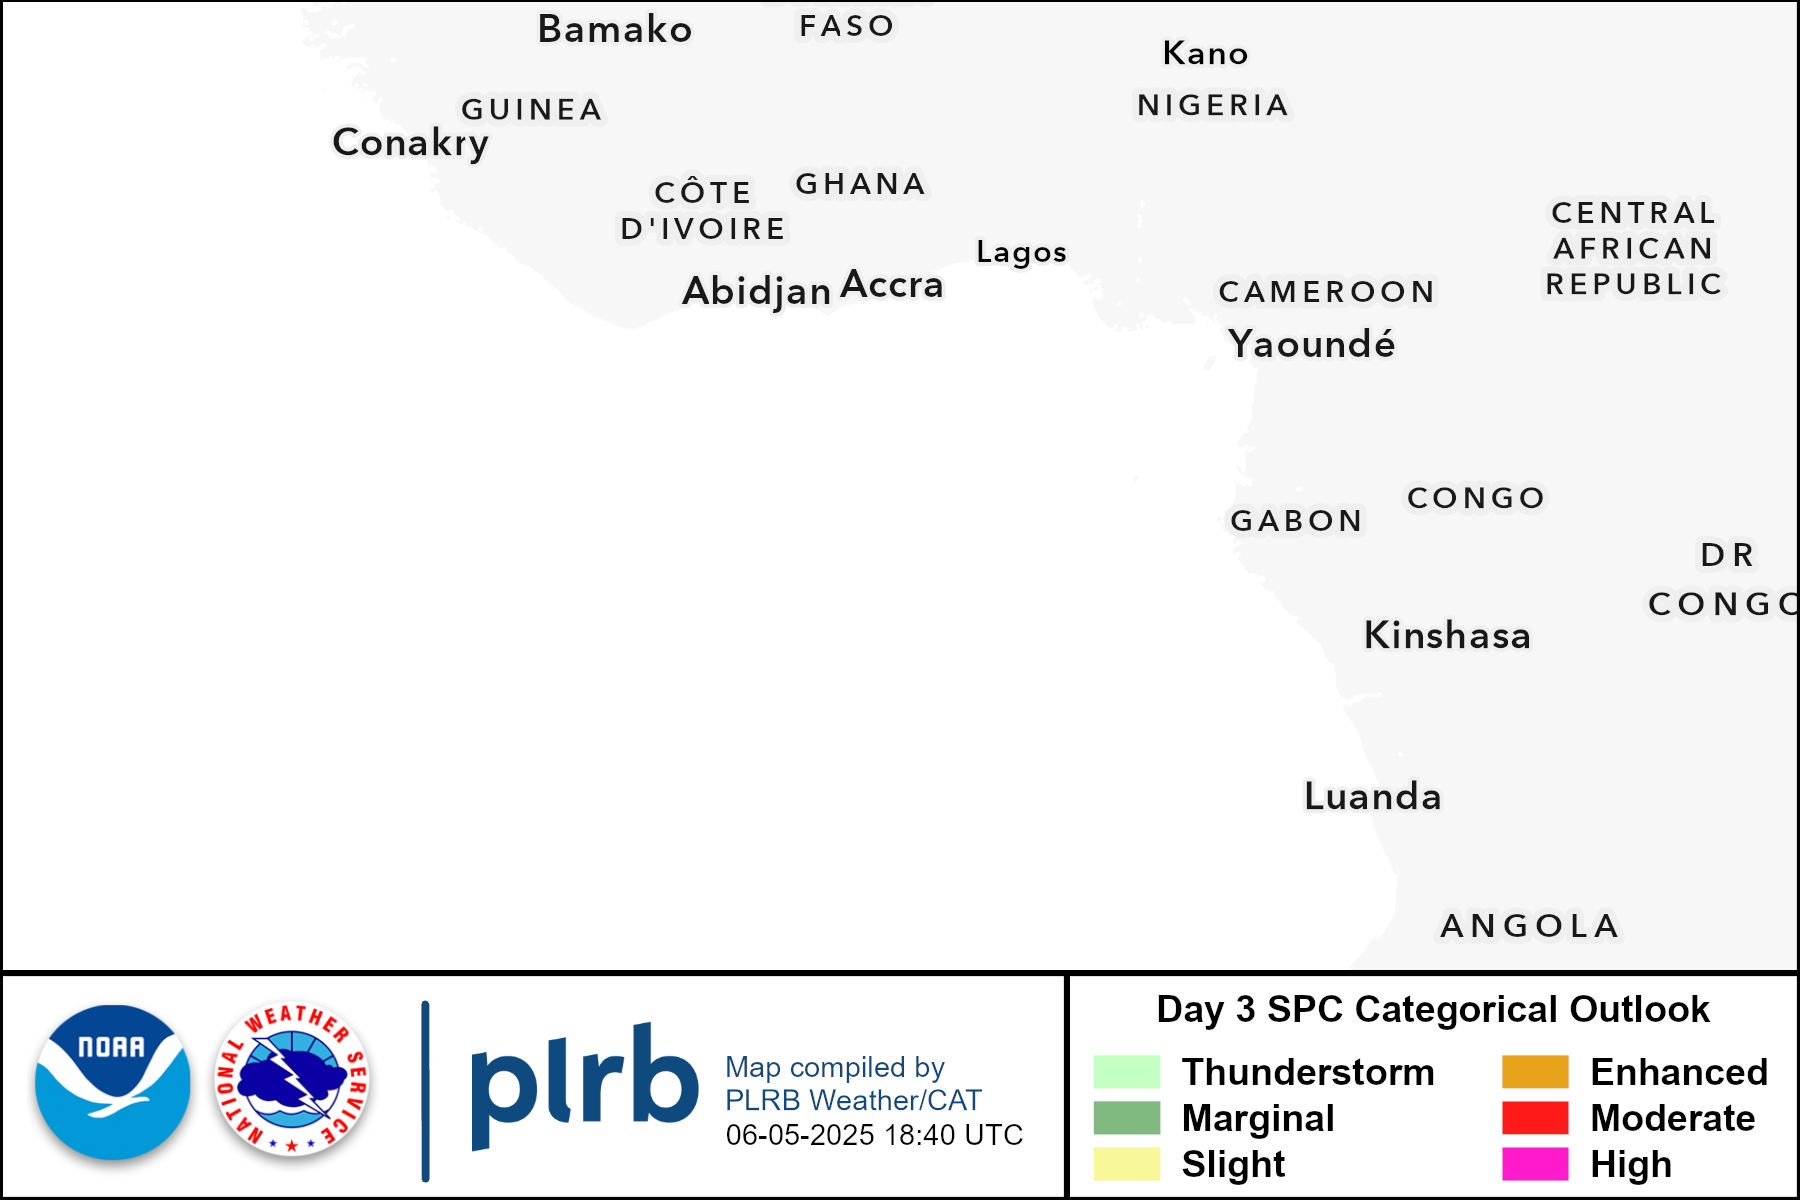 Bamako
FASO
Kano
NIGERIA
GUINEA
Conakry
CÔTE
D'IVOIRE
GHANA
Lagos
Abidjan
Accra
CENTRAL
AFRICAN
REPUBLIC
CAMEROON
Yaoundé
CONGO
GABON
DR
CONGO
Kinshasa
Luanda
ANGOLA
NOAA
NATIONAL WEATHER SERVICE
plrb
Map compiled by
PLRB Weather/CAT
06-05-2025 18:40 UTC
Day 3 SPC Categorical Outlook
Thunderstorm
Marginal
Slight
Enhanced
Moderate
High